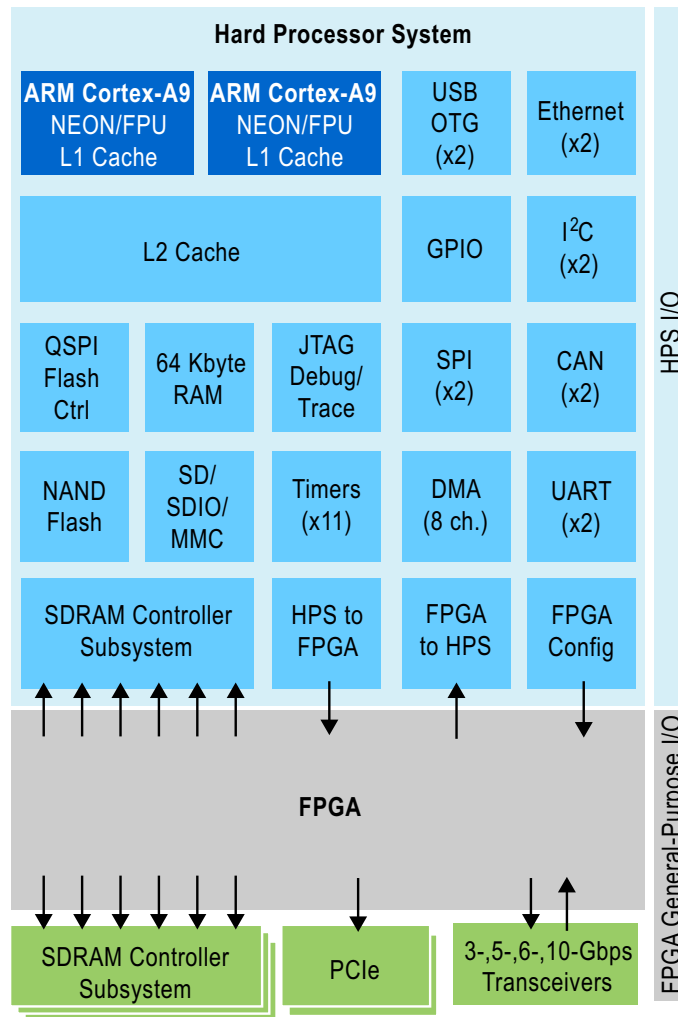 Hard Processor System
ARM Cortex-A9
NEON/FPU
L1 Cache
ARM Cortex-A9
NEON/FPU
L1 Cache
USB
OTG
(x2)
Ethernet
(x2)
L2 Cache
GPIO
I²C
(x2)
QSPI
Flash
Ctrl
64 Kbyte
RAM
JTAG
Debug/
Trace
SPI
(x2)
CAN
(x2)
NAND
Flash
SD/
SDIO/
MMC
Timers
(x11)
DMA
(8 ch.)
UART
(x2)
SDRAM Controller
Subsystem
HPS to
FPGA
FPGA
to HPS
FPGA
Config
HPS I/O
FPGA
FPGA General-Purpose I/O
SDRAM Controller
Subsystem
PCIe
3-,5-,6-,10-Gbps
Transceivers